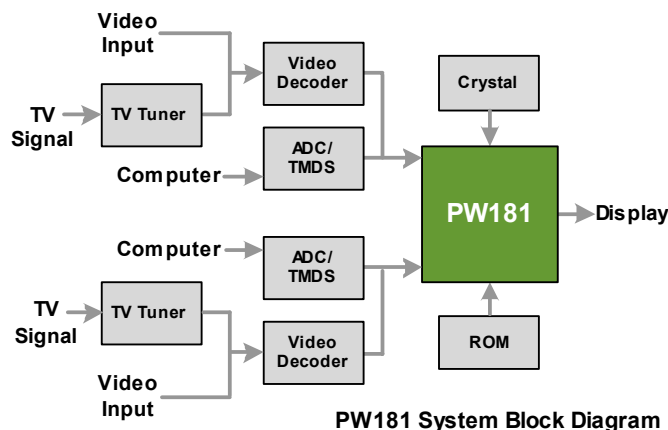 Video
Input
TV
Signal
TV Tuner
Video
Decoder
Computer
ADC/
TMDS
Crystal
PW181
Display
Computer
ADC/
TMDS
TV
Signal
TV Tuner
Video
Decoder
Video
Input
ROM
PW181 System Block Diagram